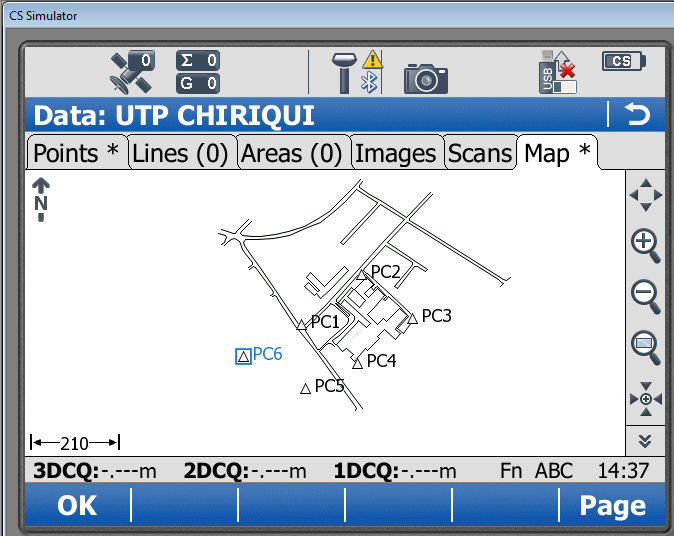 CS Simulator
0 Σ 0 USB CS
G 0
Data: UTP CHIRIQUI
Points * Lines (0) Areas (0) Images Scans Map *
N
PC2
PC3
PC1
PC6
PC4
PC5
210
3DCQ:-.---m 2DCQ:-.---m 1DCQ:-.---m Fn ABC 14:37
OK Page